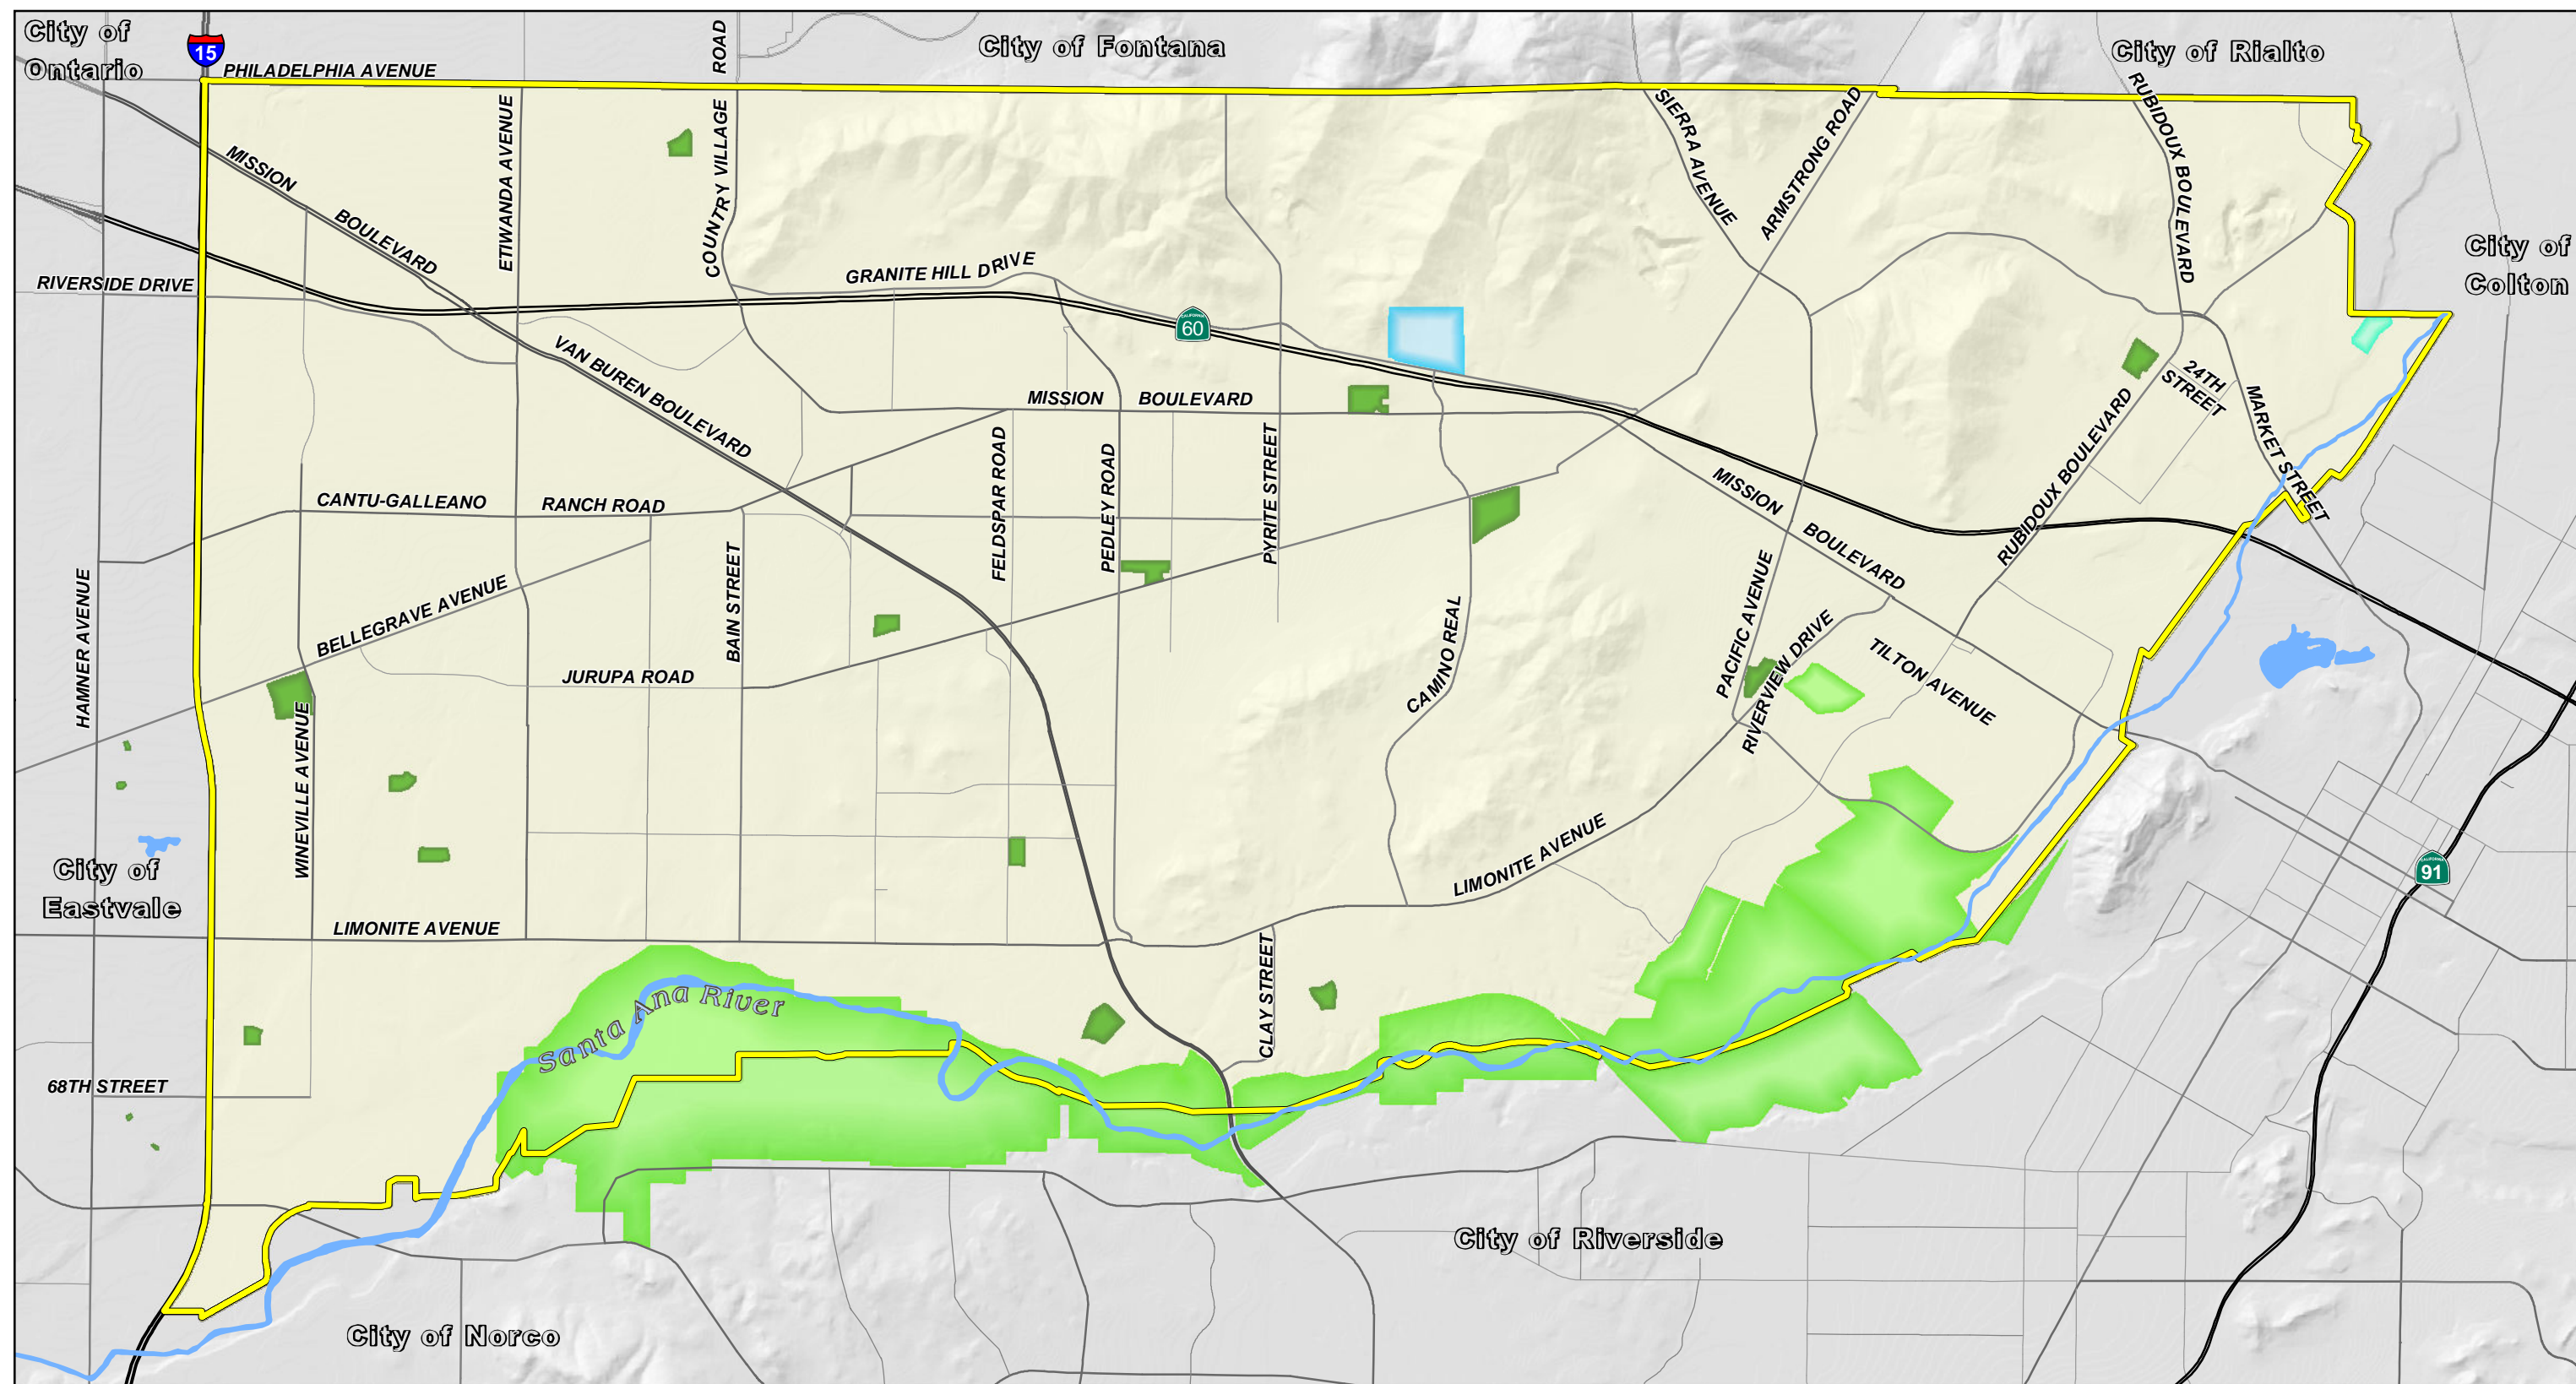 City of
Ontario
15
PHILADELPHIA AVENUE
ROAD
City of Fontana
City of Rialto
MISSION
BOULEVARD
ETIWANDA AVENUE
COUNTRY VILLAGE
SIERRA AVENUE
ARMSTRONG ROAD
RUBIDOUX BOULEVARD
City of
Colton
RIVERSIDE DRIVE
GRANITE HILL DRIVE
CALIFORNIA
60
VAN BUREN BOULEVARD
MISSION
BOULEVARD
24TH
STREET
MARKET STREET
CANTU-GALLEANO
RANCH ROAD
FELDSPAR ROAD
PEDLEY ROAD
PYRITE STREET
MISSION
BOULEVARD
RUBIDOUX BOULEVARD
HAMNER AVENUE
BELLEGRAVE AVENUE
BAIN STREET
JURUPA ROAD
CAMINO REAL
PACIFIC AVENUE
RIVERVIEW DRIVE
TILTON AVENUE
WINEVILLE AVENUE
City of
Eastvale
LIMONITE AVENUE
LIMONITE AVENUE
CALIFORNIA
91
Santa Ana River
CLAY STREET
68TH STREET
City of Riverside
City of Norco